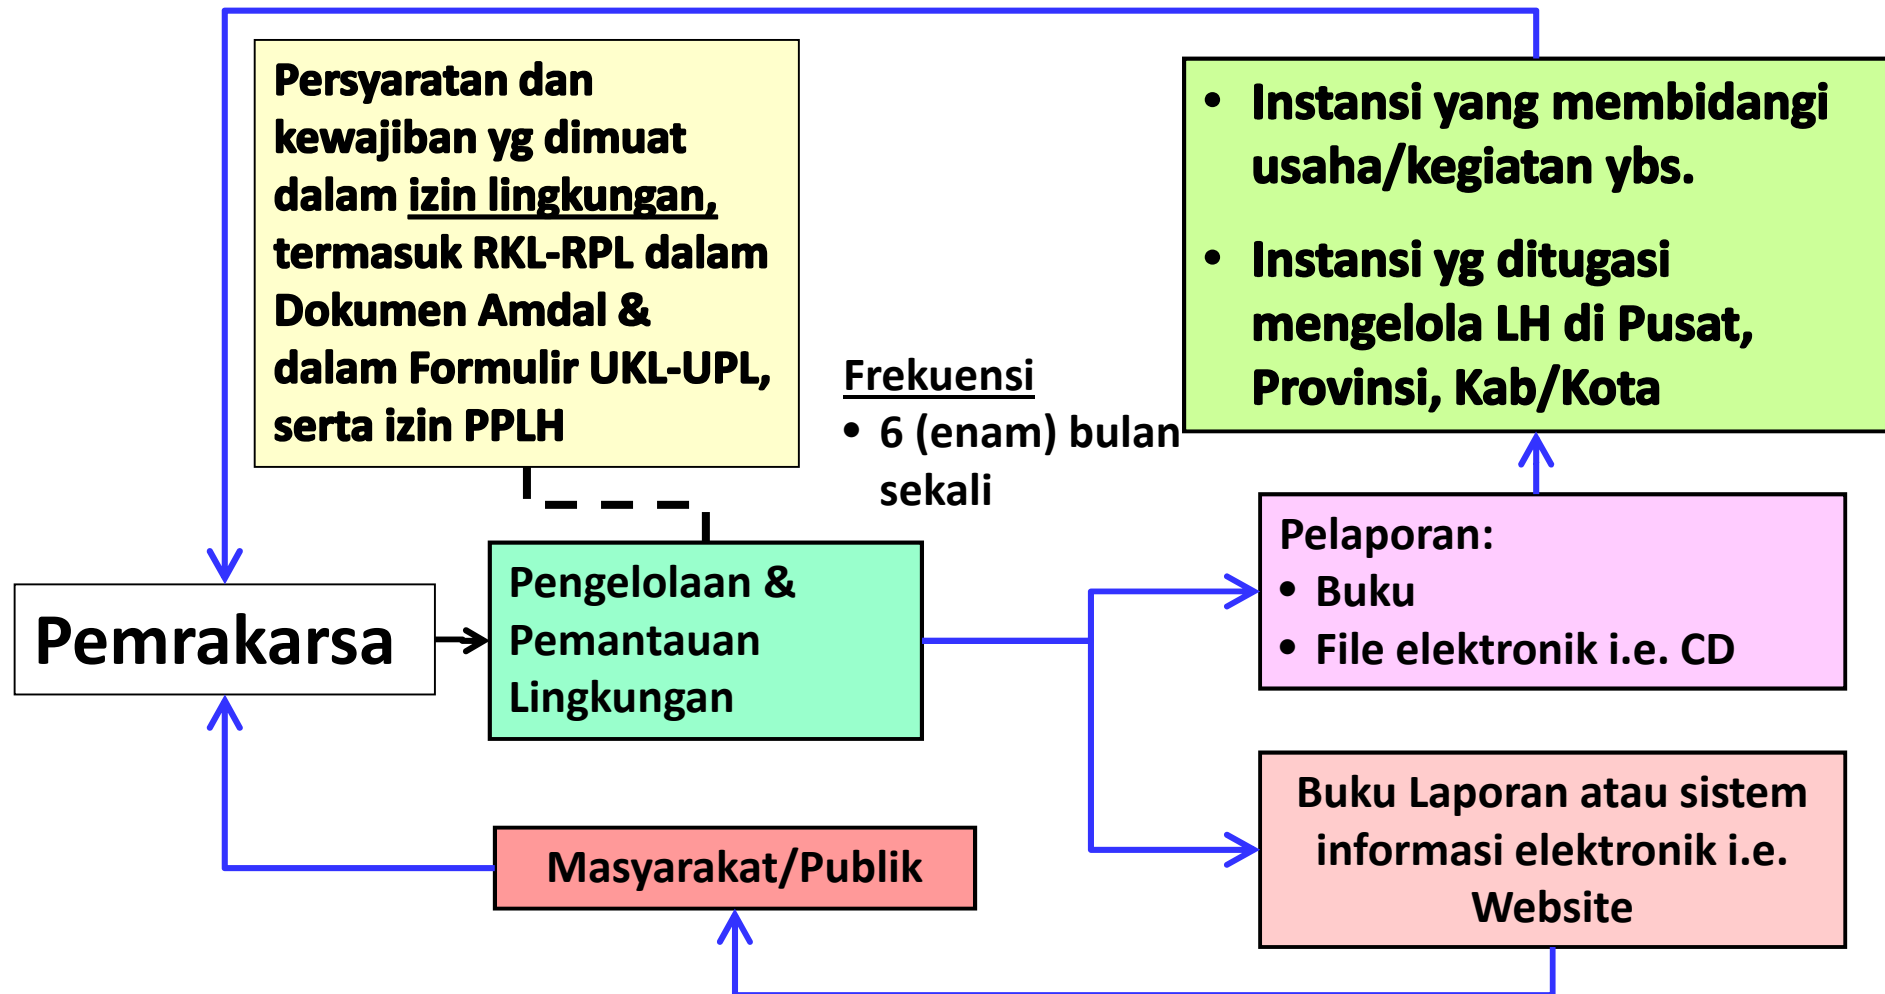 Persyaratan dan
kewajiban yg dimuat
dalam izin lingkungan,
termasuk RKL-RPL dalam
Dokumen Amdal &
dalam Formulir UKL-UPL,
serta izin PPLH
• Instansi yang membidangi
usaha/kegiatan ybs.
• Instansi yg ditugasi
mengelola LH di Pusat,
Provinsi, Kab/Kota
Frekuensi
• 6 (enam) bulan
sekali
Pemrakarsa
Pengelolaan &
Pemantauan
Lingkungan
Pelaporan:
• Buku
• File elektronik i.e. CD
Masyarakat/Publik
Buku Laporan atau sistem
informasi elektronik i.e.
Website